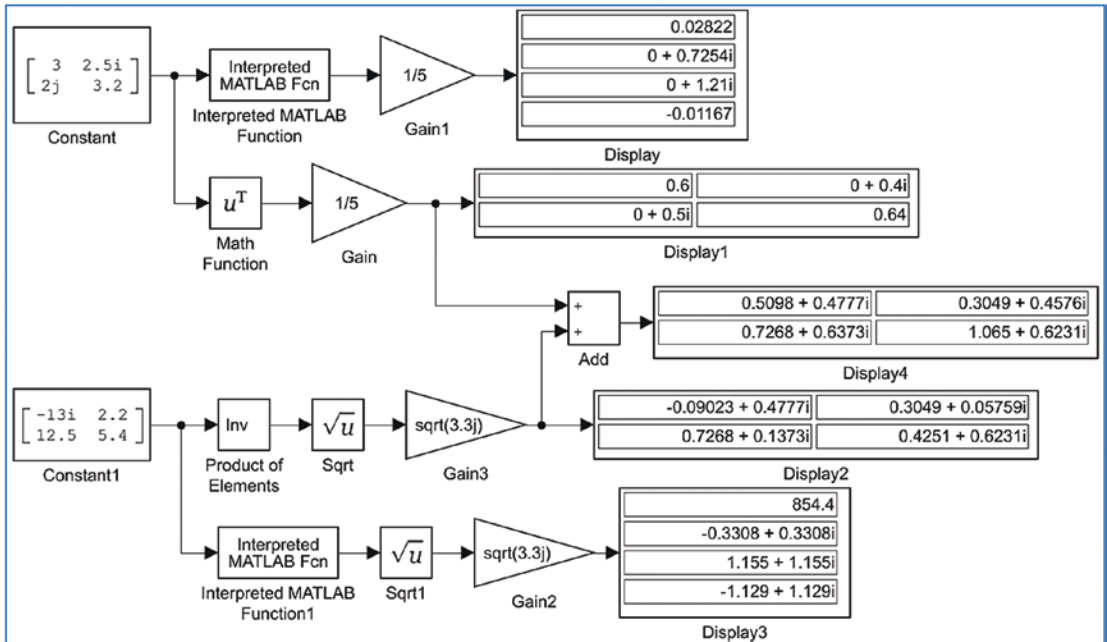 3 2.5i
2j 3.2
Constant
Interpreted
MATLAB Fcn
Interpreted MATLAB
Function
1/5
Gain1
0.02822
0 + 0.7254i
0 + 1.21i
-0.01167
Display
uT
Math
Function
1/5
Gain
0.6 0 + 0.4i
0 + 0.5i 0.64
Display1
+
+
Add
0.5098 + 0.4777i 0.3049 + 0.4576i
0.7268 + 0.6373i 1.065 + 0.6231i
Display4
-13i 2.2
12.5 5.4
Constant1
Inv
Product of
Elements
√u
Sqrt
sqrt(3.3j)
Gain3
-0.09023 + 0.4777i 0.3049 + 0.05759i
0.7268 + 0.1373i 0.4251 + 0.6231i
Display2
Interpreted
MATLAB Fcn
Interpreted MATLAB
Function1
√u
Sqrt1
sqrt(3.3j)
Gain2
854.4
-0.3308 + 0.3308i
1.155 + 1.155i
-1.129 + 1.129i
Display3